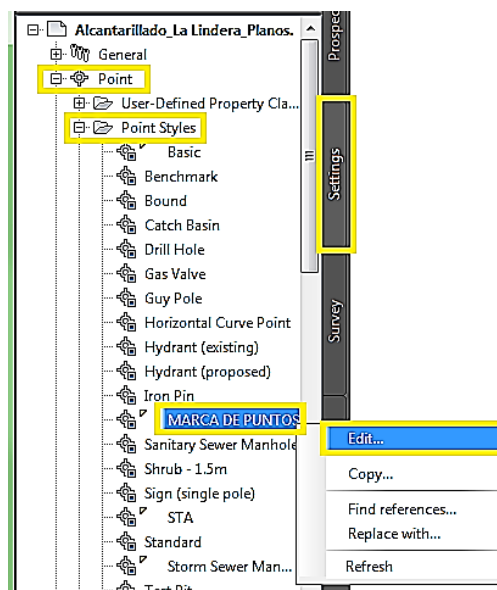 Alcantarillado_La Lindera_Planos.
General
Point
User-Defined Property Cla...
Point Styles
Basic
Benchmark
Bound
Catch Basin
Drill Hole
Gas Valve
Guy Pole
Horizontal Curve Point
Hydrant (existing)
Hydrant (proposed)
Iron Pin
MARCA DE PUNTOS
Sanitary Sewer Manhole
Shrub - 1.5m
Sign (single pole)
STA
Standard
Storm Sewer Man...
Test Pit
Prospec
Settings
Survey
Edit...
Copy...
Find references...
Replace with...
Refresh